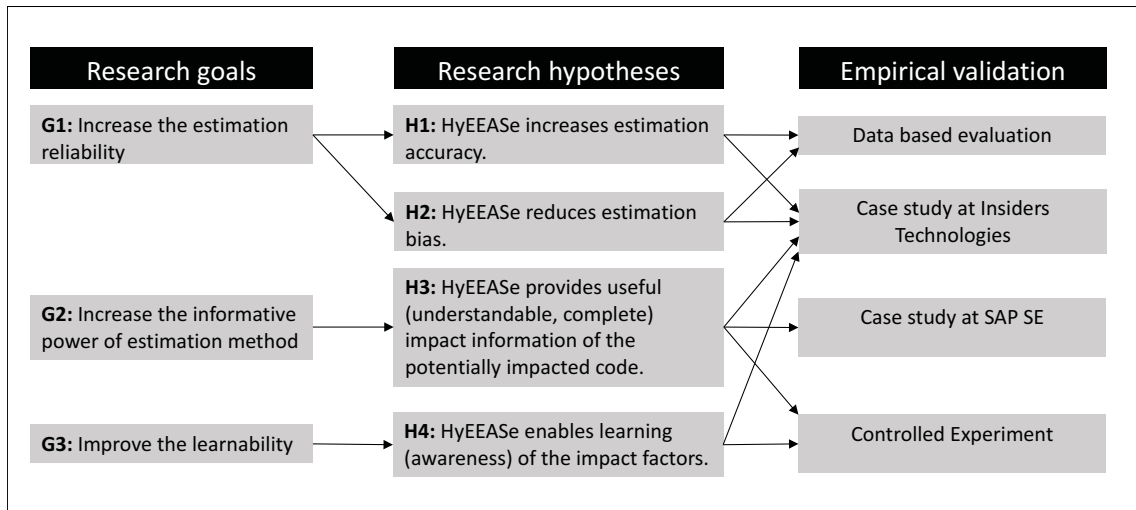 Research goals
G1: Increase the estimation
reliability
G2: Increase the informative
power of estimation method
G3: Improve the learnability
Research hypotheses
H1: HyEEASe increases estimation
accuracy.
H2: HyEEASe reduces estimation
bias.
H3: HyEEASe provides useful
(understandable, complete)
impact information of the
potentially impacted code.
H4: HyEEASe enables learning
(awareness) of the impact factors.
Empirical validation
Data based evaluation
Case study at Insiders
Technologies
Case study at SAP SE
Controlled Experiment